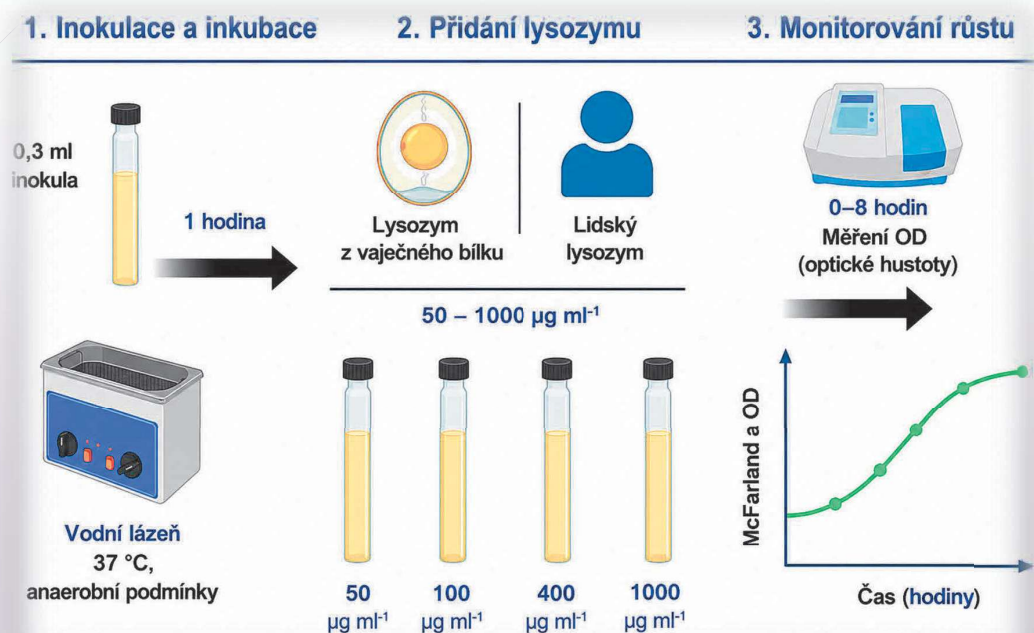 1. Inokulace a inkubace
0,3 ml
inokula
1 hodina
Vodní lázeň
37 °C,
anaerobní podmínky
2. Přidání lysozymu
Lysozym
z vaječného bílku
Lidský
lysozym
50 – 1000 µg ml⁻¹
50
µg ml⁻¹
100
µg ml⁻¹
400
µg ml⁻¹
1000
µg ml⁻¹
3. Monitorování růstu
0–8 hodin
Měření OD
(optické hustoty)
McFarland a OD
Čas (hodiny)